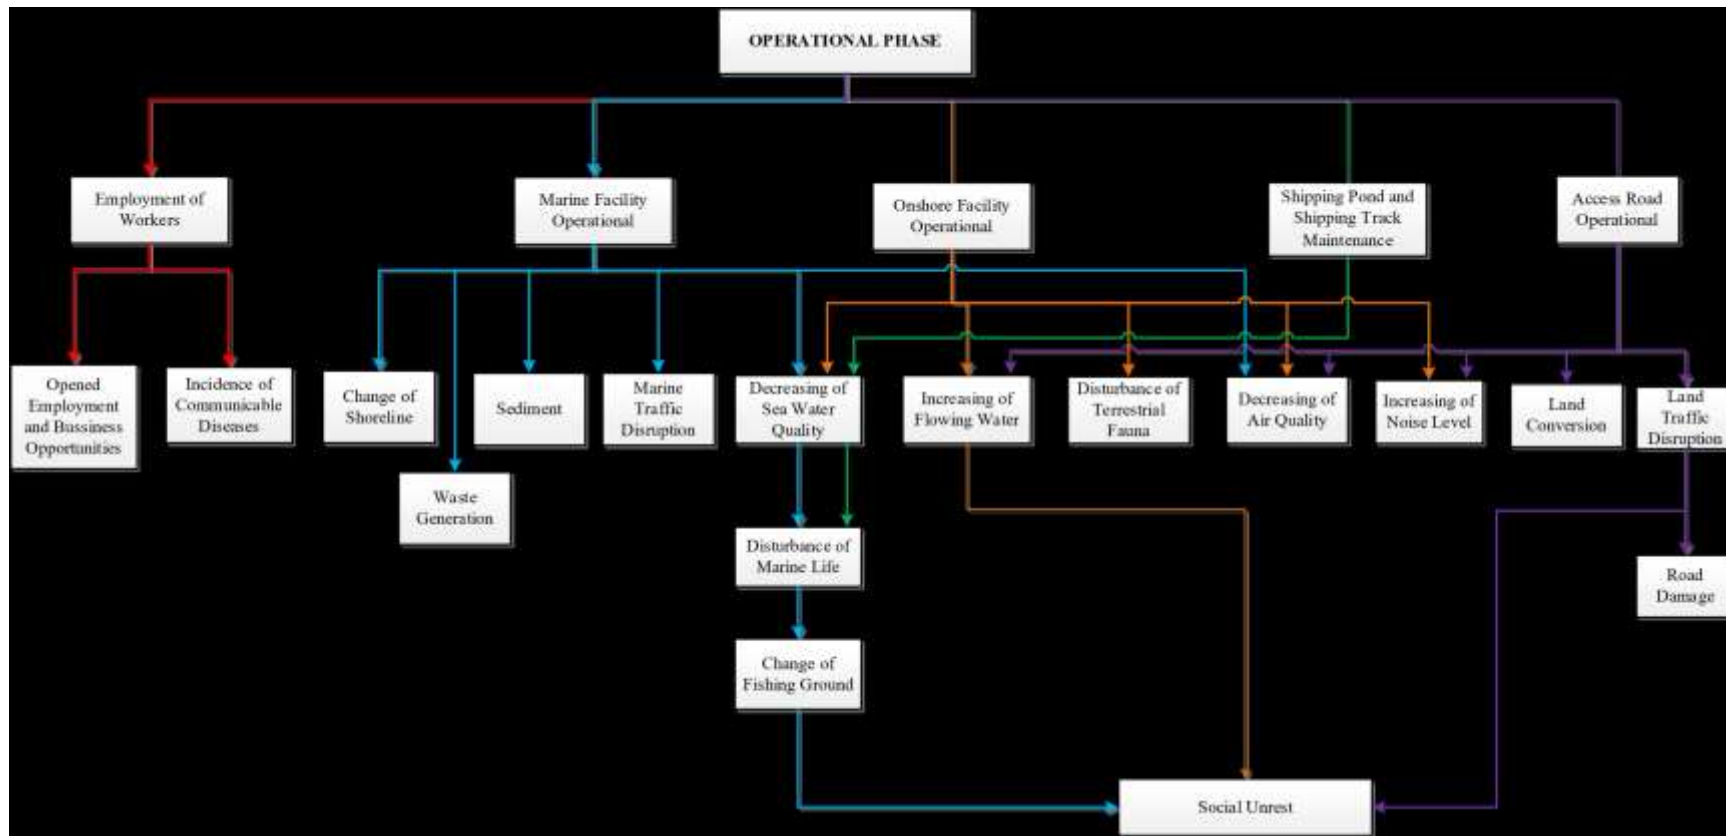 OPERATIONAL PHASE
Employment of
Workers
Marine Facility
Operational
Onshore Facility
Operational
Shipping Pond and
Shipping Track
Maintenance
Access Road
Operational
Opened
Employment
and Bussiness
Opportunities
Incidence of
Communicable
Diseases
Change of
Shoreline
Waste
Generation
Sediment
Marine
Traffic
Disruption
Decreasing of
Sea Water
Quality
Increasing of
Flowing Water
Disturbance of
Terrestrial
Fauna
Decreasing of
Air Quality
Increasing of
Noise Level
Land
Conversion
Land
Traffic
Disruption
Disturbance of
Marine Life
Road
Damage
Change of
Fishing Ground
Social Unrest